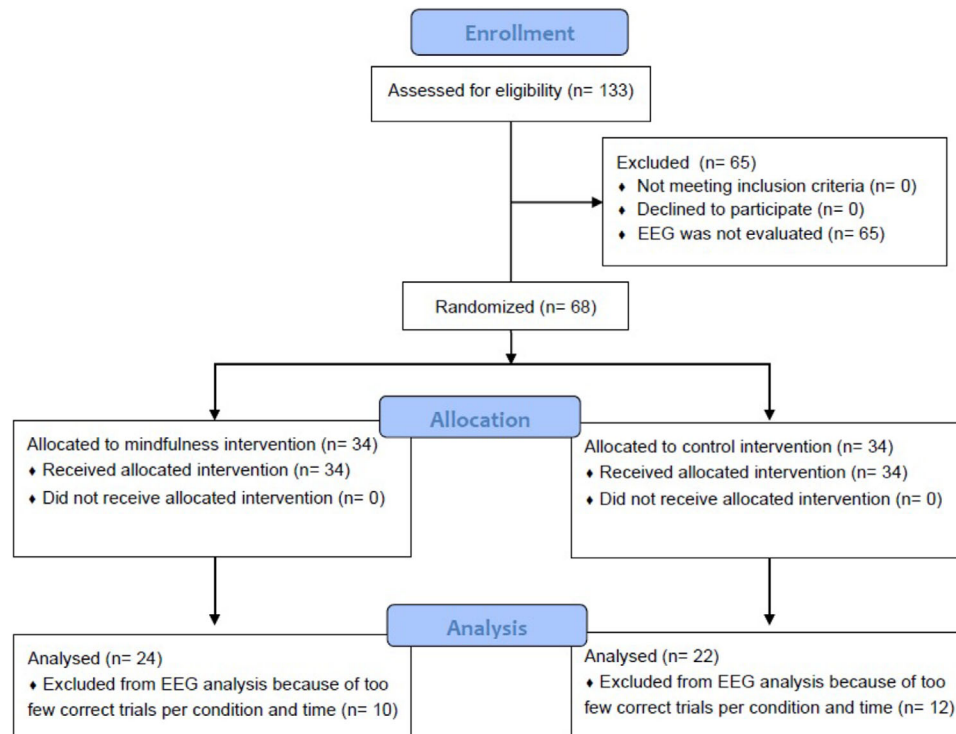 Enrollment
Assessed for eligibility (n= 133)
Excluded (n= 65)
♦ Not meeting inclusion criteria (n= 0)
♦ Declined to participate (n= 0)
♦ EEG was not evaluated (n= 65)
Randomized (n= 68)
Allocation
Allocated to mindfulness intervention (n= 34)
♦ Received allocated intervention (n= 34)
♦ Did not receive allocated intervention (n= 0)
Allocated to control intervention (n= 34)
♦ Received allocated intervention (n= 34)
♦ Did not receive allocated intervention (n= 0)
Analysis
Analysed (n= 24)
♦ Excluded from EEG analysis because of too
few correct trials per condition and time (n= 10)
Analysed (n= 22)
♦ Excluded from EEG analysis because of too
few correct trials per condition and time (n= 12)